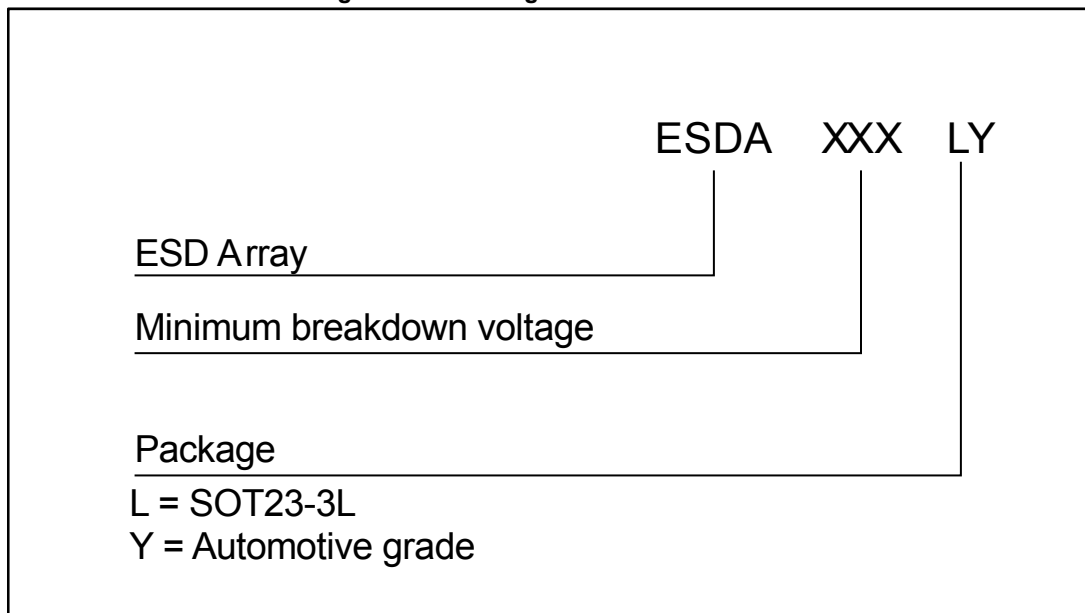 ESDA XXX LY
ESD Array
Minimum breakdown voltage
Package
L = SOT23-3L
Y = Automotive grade